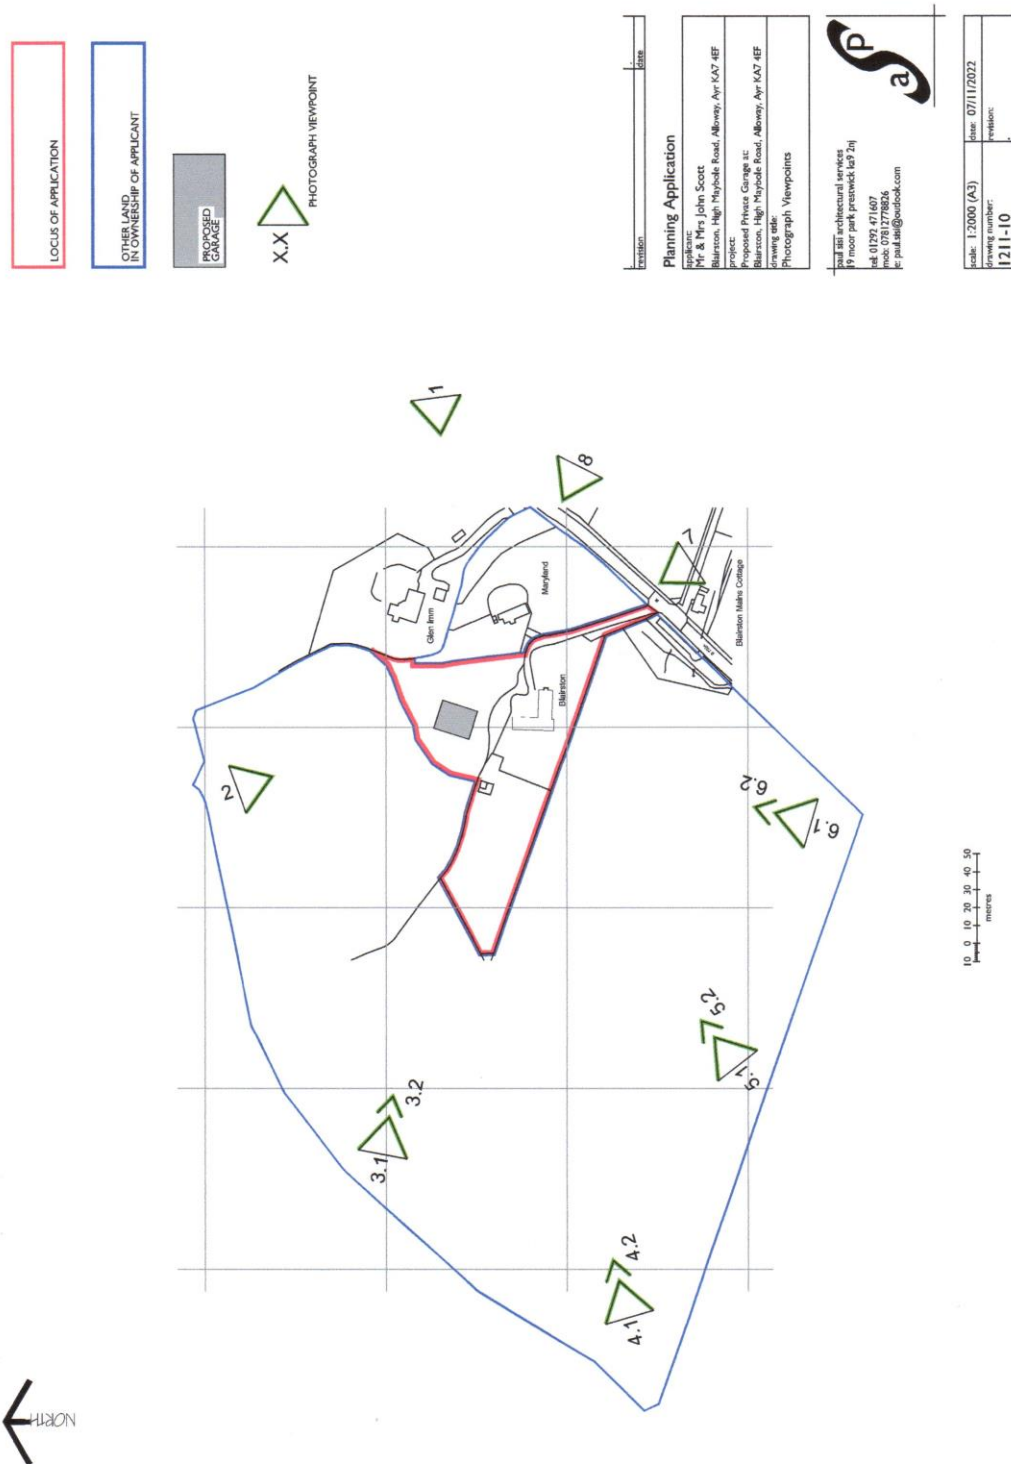 LOCUS OF APPLICATION
OTHER LAND
IN OWNERSHIP OF APPLICANT
PROPOSED
GARAGE
X.X
PHOTOGRAPH VIEWPOINT
revision
date
Planning Application
applicant:
Mr & Mrs John Scott
Blairston, High Maybole Road, Alloway, Ayr KA7 4EF
project:
Proposed Private Garage at:
Blairston, High Maybole Road, Alloway, Ayr KA7 4EF
drawing title:
Photograph Viewpoints
a S P
paul sisi architectural services
19 moor park prestwick ka9 2nj
tel: 01292 471607
mob: 07812778826
e: paul.sisi@outlook.com
scale: 1:2000 (A3)
date: 07/11/2022
drawing number:
1211-10
revision:
NORTH
1
2
3.1
3.2
4.1
4.2
5.1
5.2
6.1
6.2
7
8
Glen Imm
Maryland
Blairston
Blairston Mains Cottage
10 0 10 20 30 40 50
metres